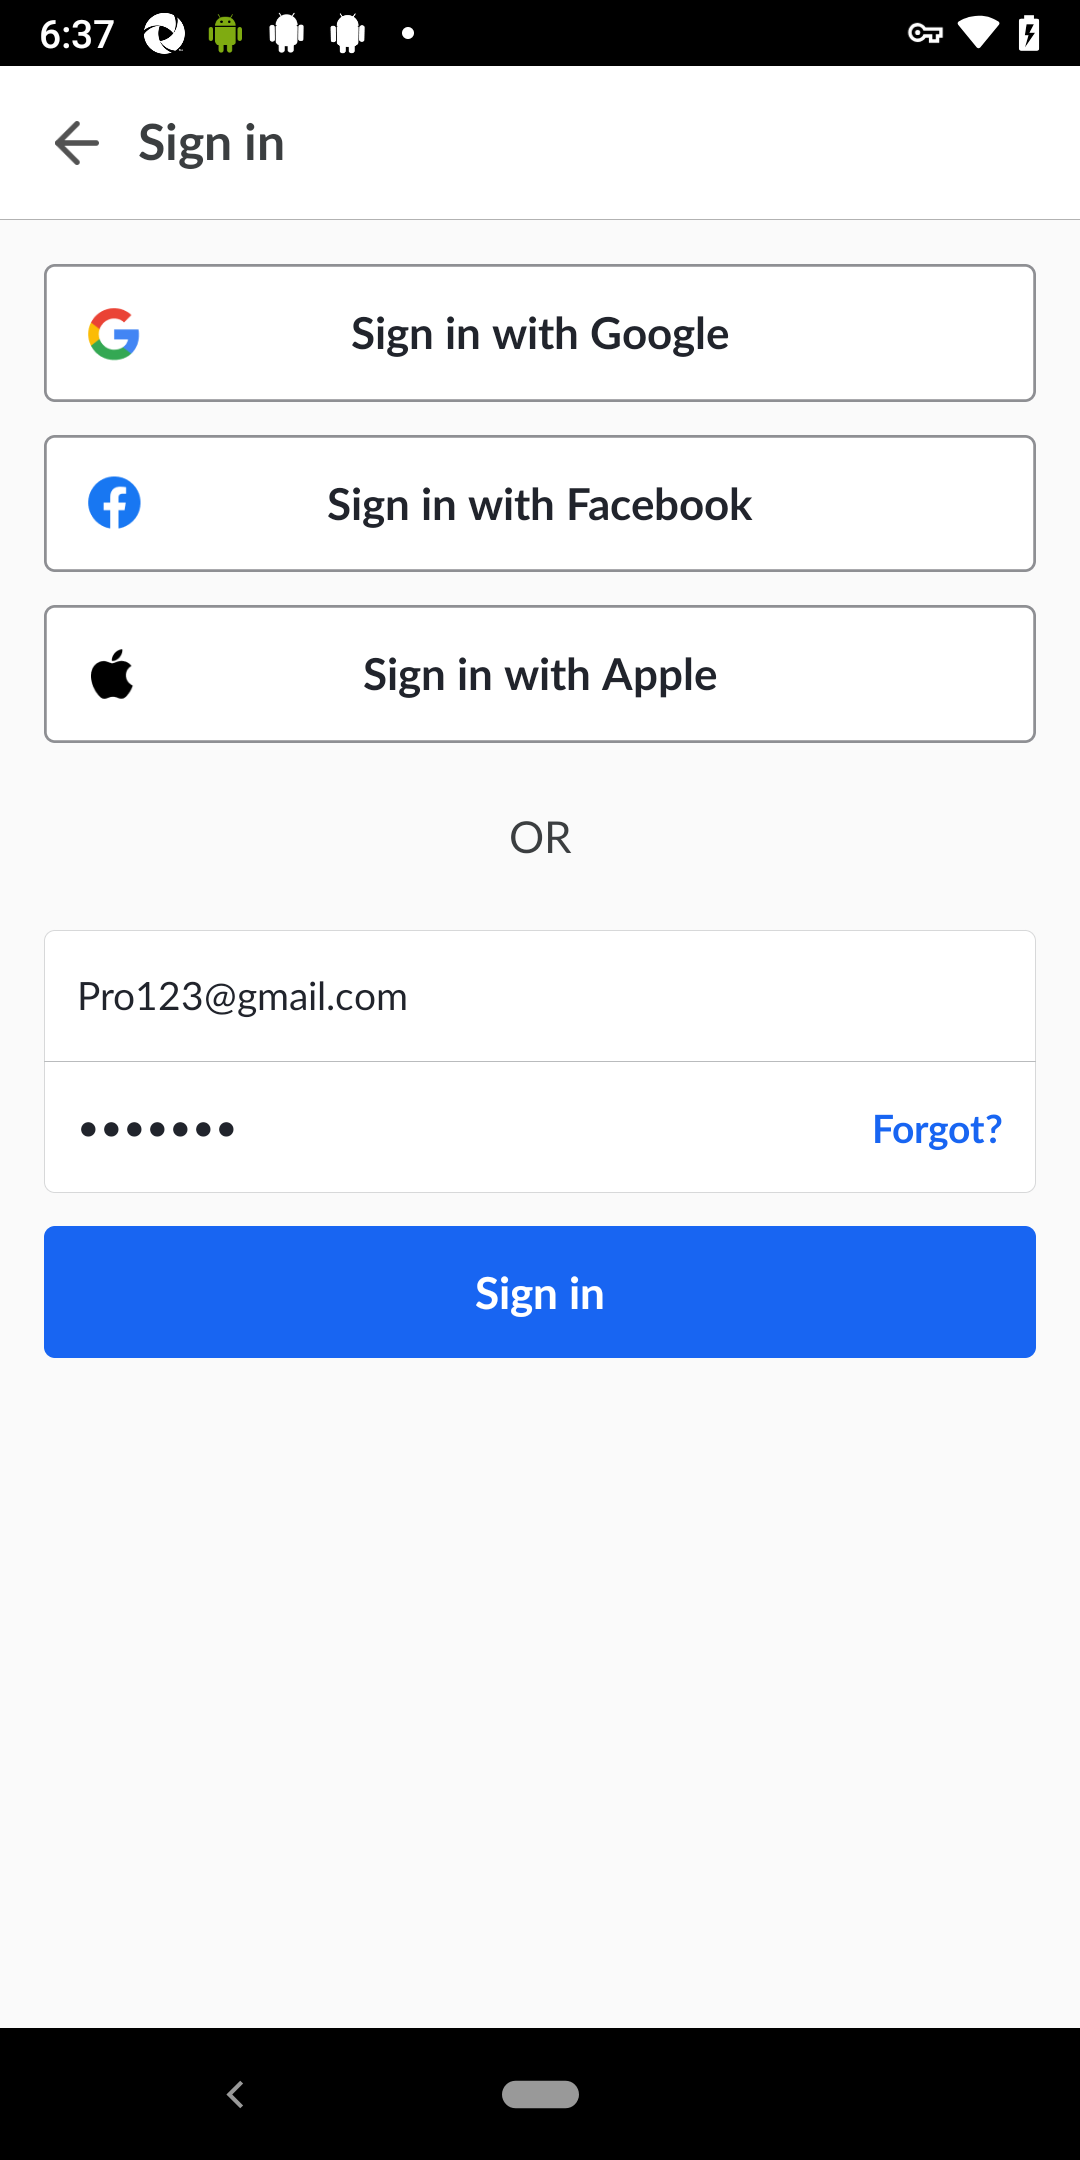 6:37
Sign in
Sign in with Google
Sign in with Facebook
Sign in with Apple
OR
Pro123@gmail.com
•••••••
Forgot?
Sign in